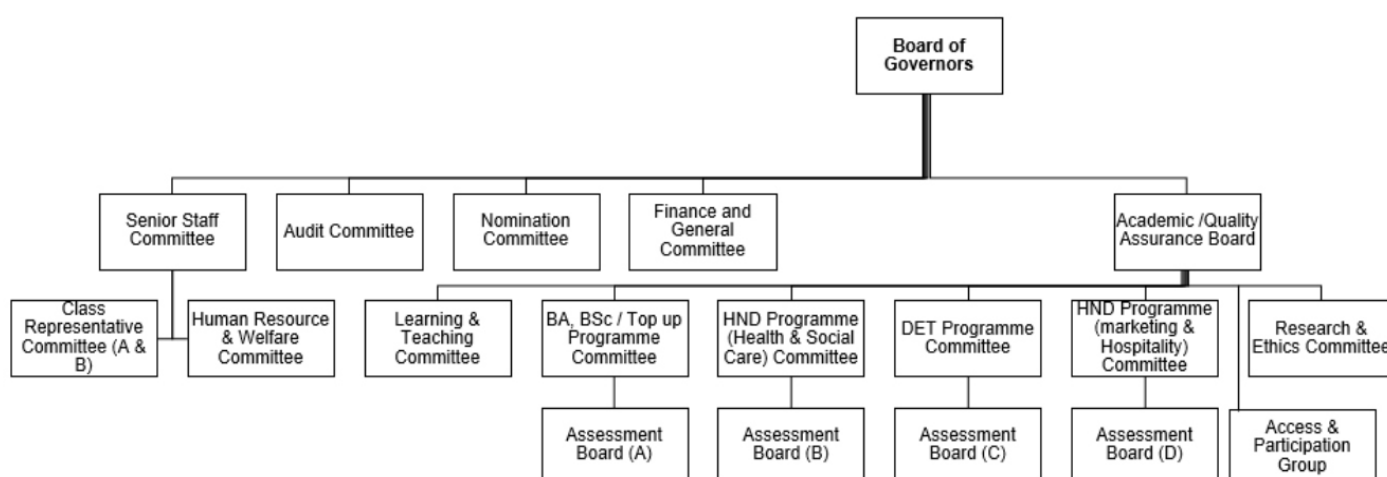 Board of
Governors
Senior Staff
Committee
Audit Committee
Nomination
Committee
Finance and
General
Committee
Academic /Quality
Assurance Board
Class
Representative
Committee (A &
B)
Human Resource
& Welfare
Committee
Learning &
Teaching
Committee
BA, BSc / Top up
Programme
Committee
HND Programme
(Health & Social
Care) Committee
DET Programme
Committee
HND Programme
(marketing &
Hospitality)
Committee
Research &
Ethics Committee
Assessment
Board (A)
Assessment
Board (B)
Assessment
Board (C)
Assessment
Board (D)
Access &
Participation
Group